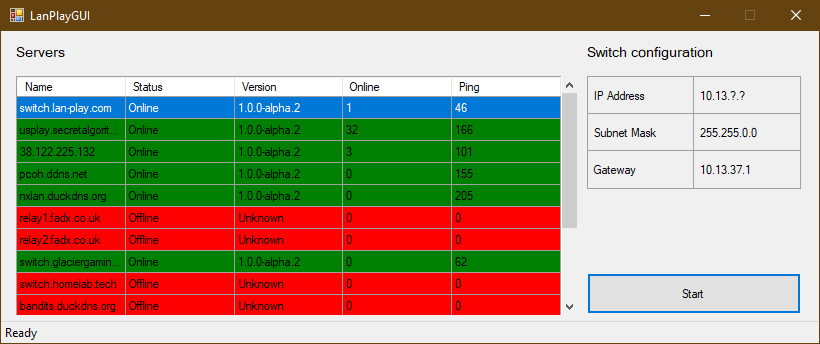 LanPlayGUI
Servers
Switch configuration
Name Status Version Online Ping
switch.lan-play.com Online 1.0.0-alpha.2 1 46
usplay.secretalgorit... Online 1.0.0-alpha.2 32 166
38.122.225.132 Online 1.0.0-alpha.2 3 101
pcoh.ddns.net Online 1.0.0-alpha.2 0 155
nxlan.duckdns.org Online 1.0.0-alpha.2 0 205
relay1.fadx.co.uk Offline Unknown 0 0
relay2.fadx.co.uk Offline Unknown 0 0
switch.glaciergamin... Online 1.0.0-alpha.2 0 62
switch.homelab.tech Offline Unknown 0 0
bandits.duckdns.org Offline Unknown 0 0
IP Address 10.13.?.?
Subnet Mask 255.255.0.0
Gateway 10.13.37.1
Start
Ready